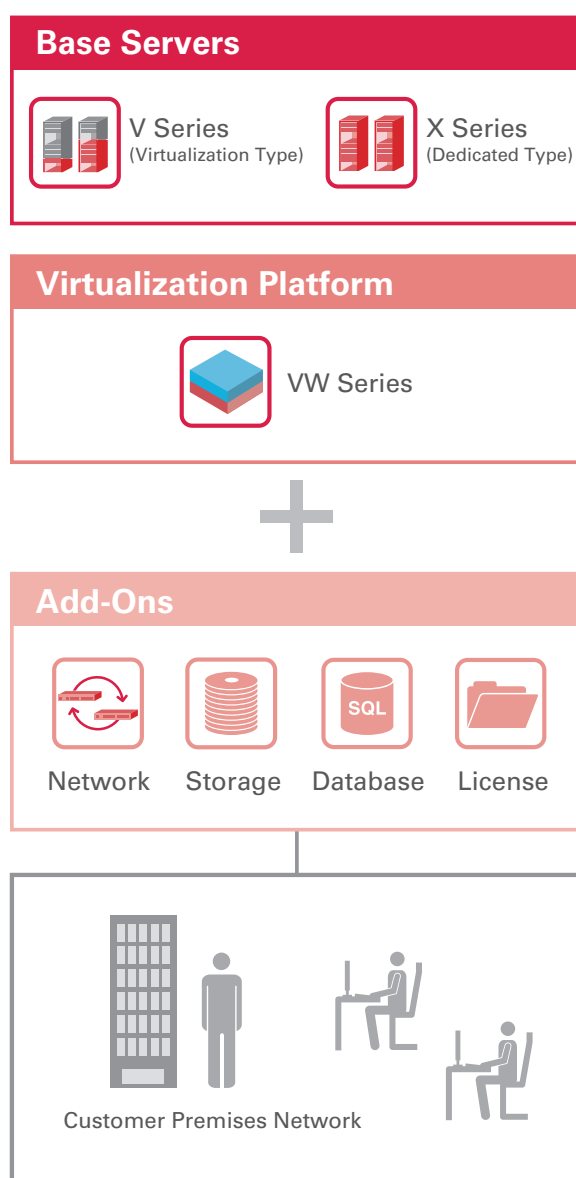 Base Servers
V Series
(Virtualization Type)
X Series
(Dedicated Type)
Virtualization Platform
VW Series
Add-Ons
SQL
Network
Storage
Database
License
Customer Premises Network